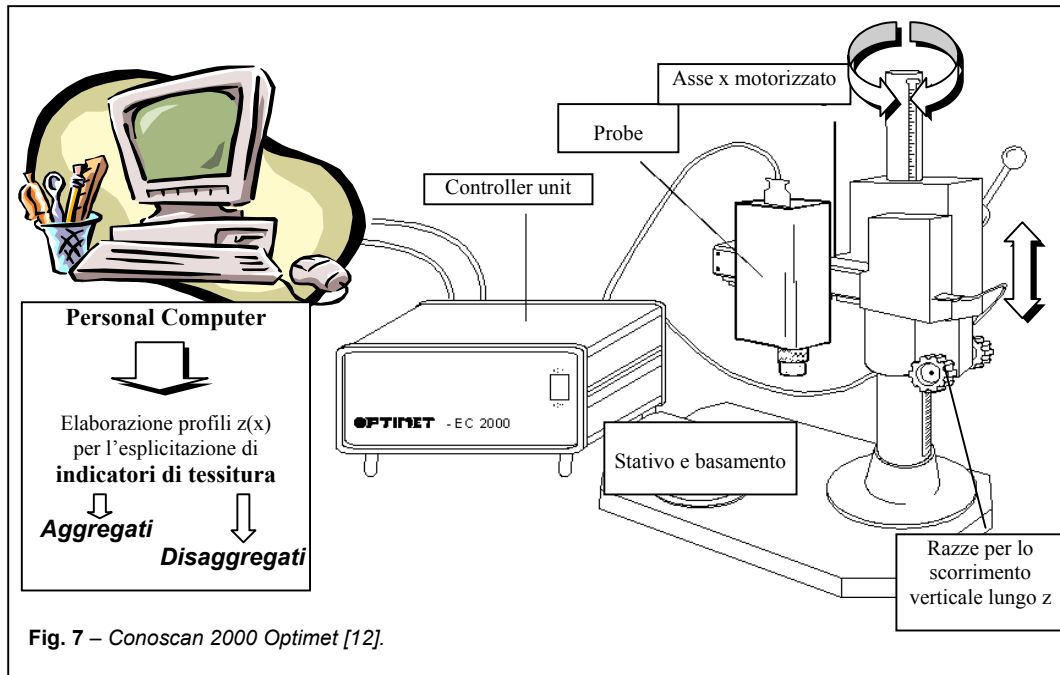 Asse x motorizzato
Probe
Controller unit
Personal Computer
Elaborazione profili z(x)
per l'esplicitazione di
indicatori di tessitura
Aggregati
Disaggregati
OPTIMET - EC 2000
Stativo e basamento
Razze per lo
scorrimento
verticale lungo z
Fig. 7 – Conoscan 2000 Optimet [12].